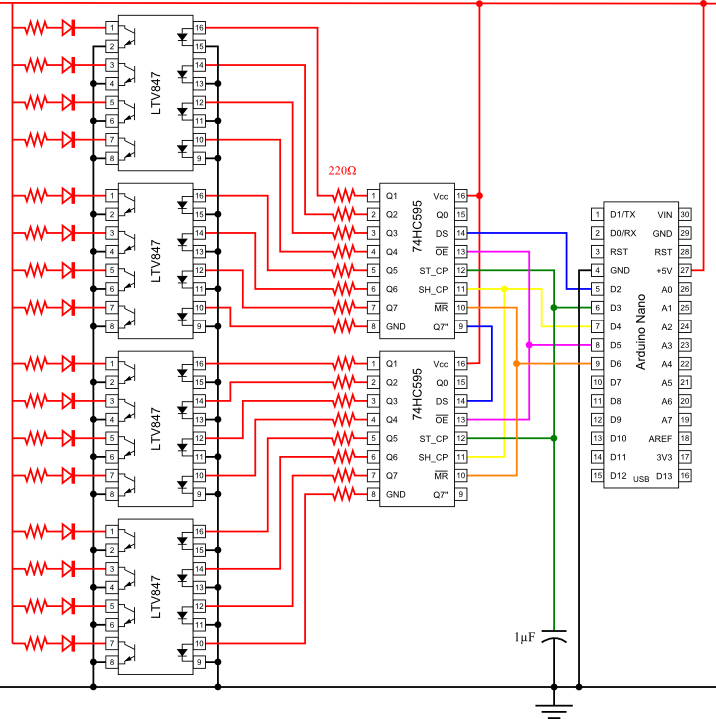 1 16
2 15
3 14
4 13
5 12
6 11
7 10
8 9
LTV847
1 16
2 15
3 14
4 13
5 12
6 11
7 10
8 9
LTV847
1 16
2 15
3 14
4 13
5 12
6 11
7 10
8 9
LTV847
1 16
2 15
3 14
4 13
5 12
6 11
7 10
8 9
LTV847
220Ω
1 Q1 Vcc 16
2 Q2 Q0 15
3 Q3 DS 14
4 Q4 OE 13
5 Q5 ST_CP 12
6 Q6 SH_CP 11
7 Q7 MR 10
8 GND Q7" 9
74HC595
1 Q1 Vcc 16
2 Q2 Q0 15
3 Q3 DS 14
4 Q4 OE 13
5 Q5 ST_CP 12
6 Q6 SH_CP 11
7 Q7 MR 10
8 GND Q7" 9
74HC595
1 D1/TX VIN 30
2 D0/RX GND 29
3 RST RST 28
4 GND +5V 27
5 D2 A0 26
6 D3 A1 25
7 D4 A2 24
8 D5 A3 23
9 D6 A4 22
10 D7 A5 21
11 D8 A6 20
12 D9 A7 19
13 D10 AREF 18
14 D11 3V3 17
15 D12 USB D13 16
Arduino Nano
1µF